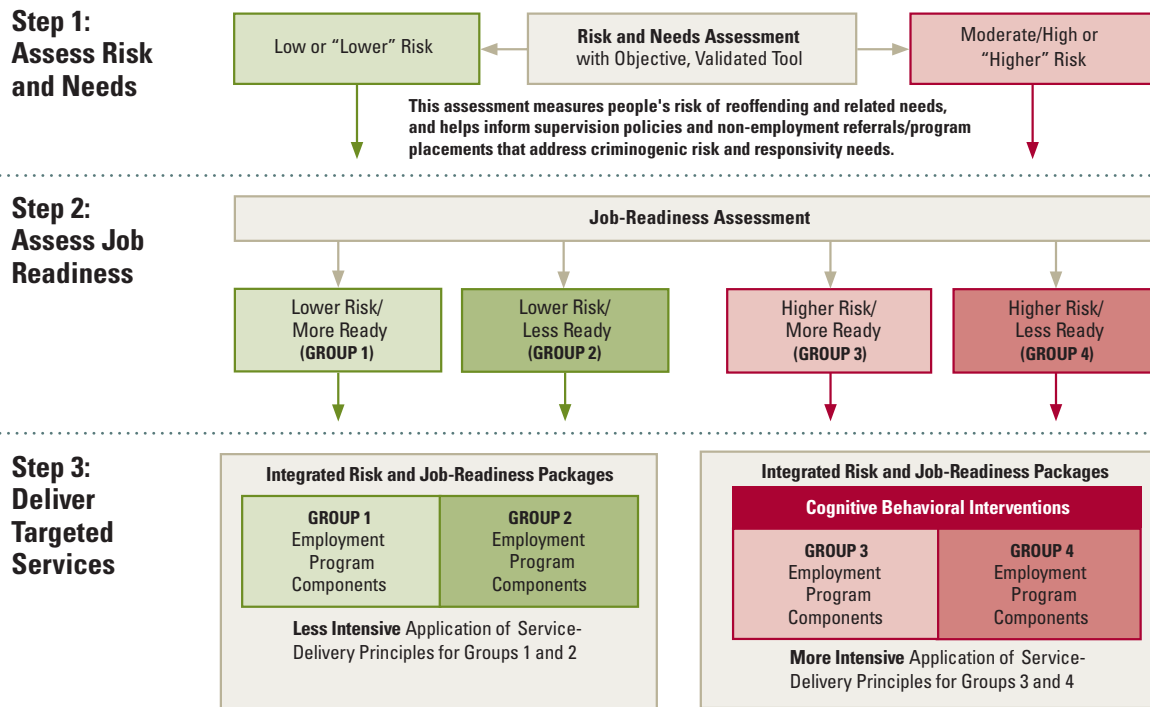 Step 1:
Assess Risk
and Needs
Low or “Lower” Risk
Risk and Needs Assessment
with Objective, Validated Tool
Moderate/High or
“Higher” Risk
This assessment measures people's risk of reoffending and related needs,
and helps inform supervision policies and non-employment referrals/program
placements that address criminogenic risk and responsivity needs.
Step 2:
Assess Job
Readiness
Job-Readiness Assessment
Lower Risk/
More Ready
(GROUP 1)
Lower Risk/
Less Ready
(GROUP 2)
Higher Risk/
More Ready
(GROUP 3)
Higher Risk/
Less Ready
(GROUP 4)
Step 3:
Deliver
Targeted
Services
Integrated Risk and Job-Readiness Packages
GROUP 1
Employment
Program
Components
GROUP 2
Employment
Program
Components
Less Intensive Application of Service-
Delivery Principles for Groups 1 and 2
Integrated Risk and Job-Readiness Packages
Cognitive Behavioral Interventions
GROUP 3
Employment
Program
Components
GROUP 4
Employment
Program
Components
More Intensive Application of Service-
Delivery Principles for Groups 3 and 4